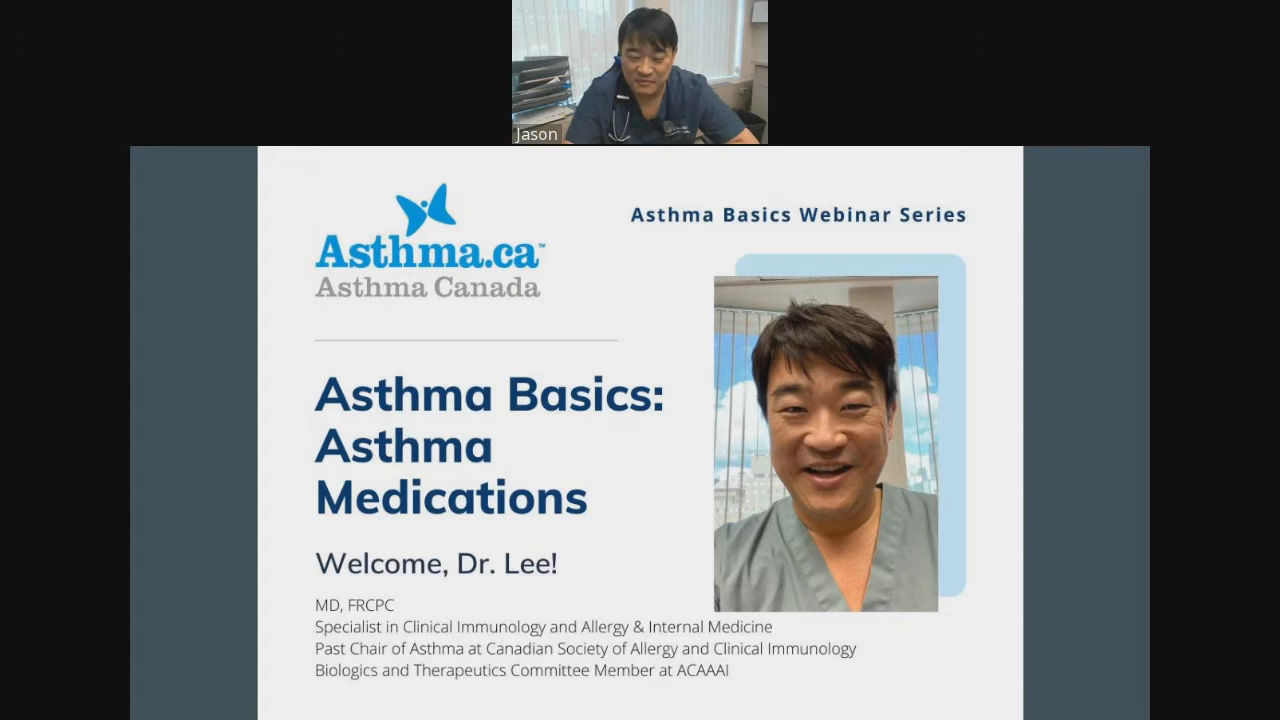 Jason
Asthma.ca™
Asthma Canada
Asthma Basics Webinar Series
Asthma Basics:
Asthma
Medications
Welcome, Dr. Lee!
MD, FRCPC
Specialist in Clinical Immunology and Allergy & Internal Medicine
Past Chair of Asthma at Canadian Society of Allergy and Clinical Immunology
Biologics and Therapeutics Committee Member at ACAAAI